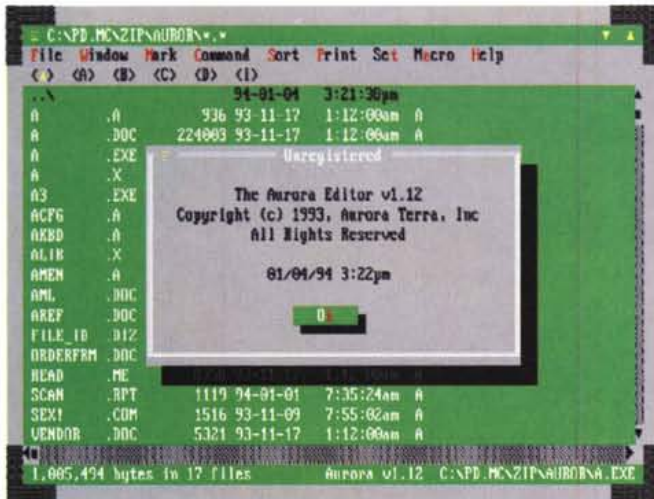 C:\PD.MC\ZIP\AUROR\*.*
File Window Mark Command Sort Print Set Macro Help
<A> <B> <C> <D> <I>
..\ 94-01-04 3:21:30pm
A .A 936 93-11-17 1:12:00am A
A .DOC 224003 93-11-17 1:12:00am A
A .EXE
A .X
A3 .EXE
ACFG .A
AKBD .A
ALIB .X
AMEN .A
AML .DOC
AREF .DOC
FILE_ID .DIZ
ORDERFRM .DOC
READ .ME
SCAN .RPT 1119 94-01-01 7:35:24am A
SEX! .COM 1516 93-11-09 7:55:02am A
VENDOR .DOC 5321 93-11-17 1:12:00am A
Unregistered
The Aurora Editor v1.12
Copyright (c) 1993, Aurora Terra, Inc
All Rights Reserved
01/04/94 3:22pm
Ok
1,005,494 bytes in 17 files Aurora v1.12 C:\PD.MC\ZIP\AUROR\A.EXE